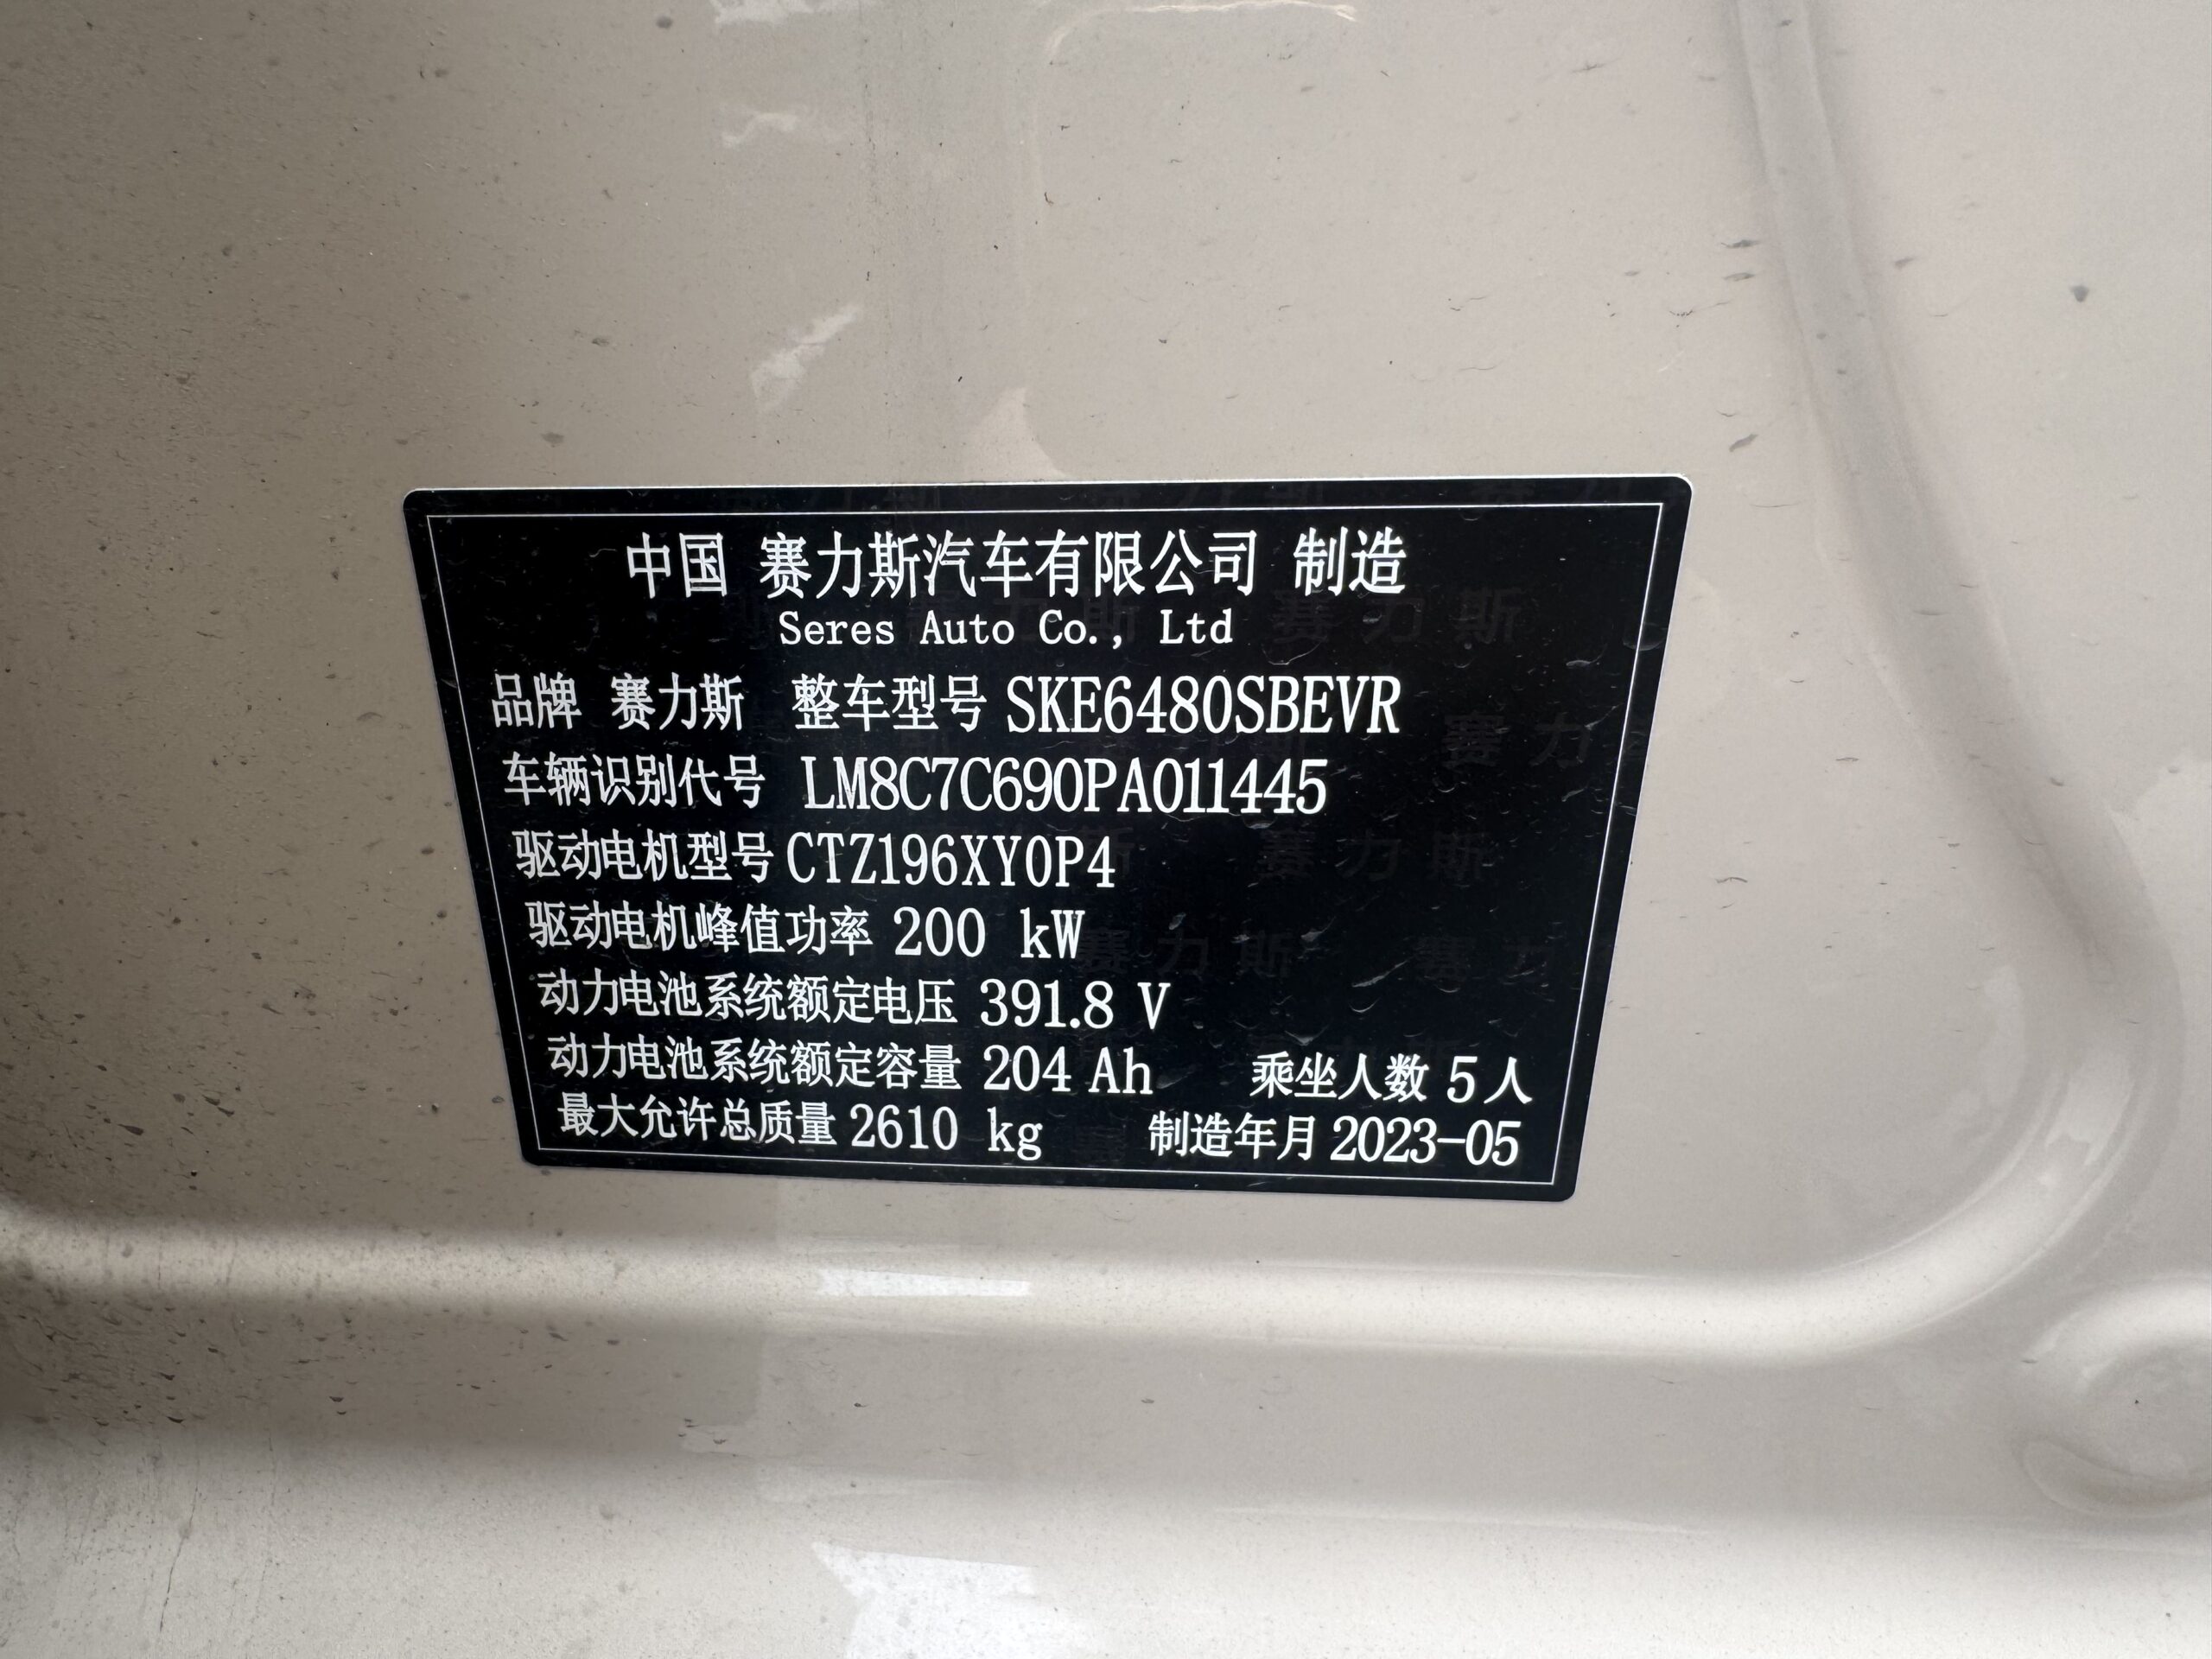 中国 赛力斯汽车有限公司 制造
Seres Auto Co., Ltd
品牌 赛力斯 整车型号 SKE6480SBEVR
车辆识别代号 LM8C7C690PA011445
驱动电机型号 CTZ196XY0P4
驱动电机峰值功率 200 kW
动力电池系统额定电压 391.8 V
动力电池系统额定容量 204 Ah 乘坐人数 5人
最大允许总质量 2610 kg 制造年月 2023-05